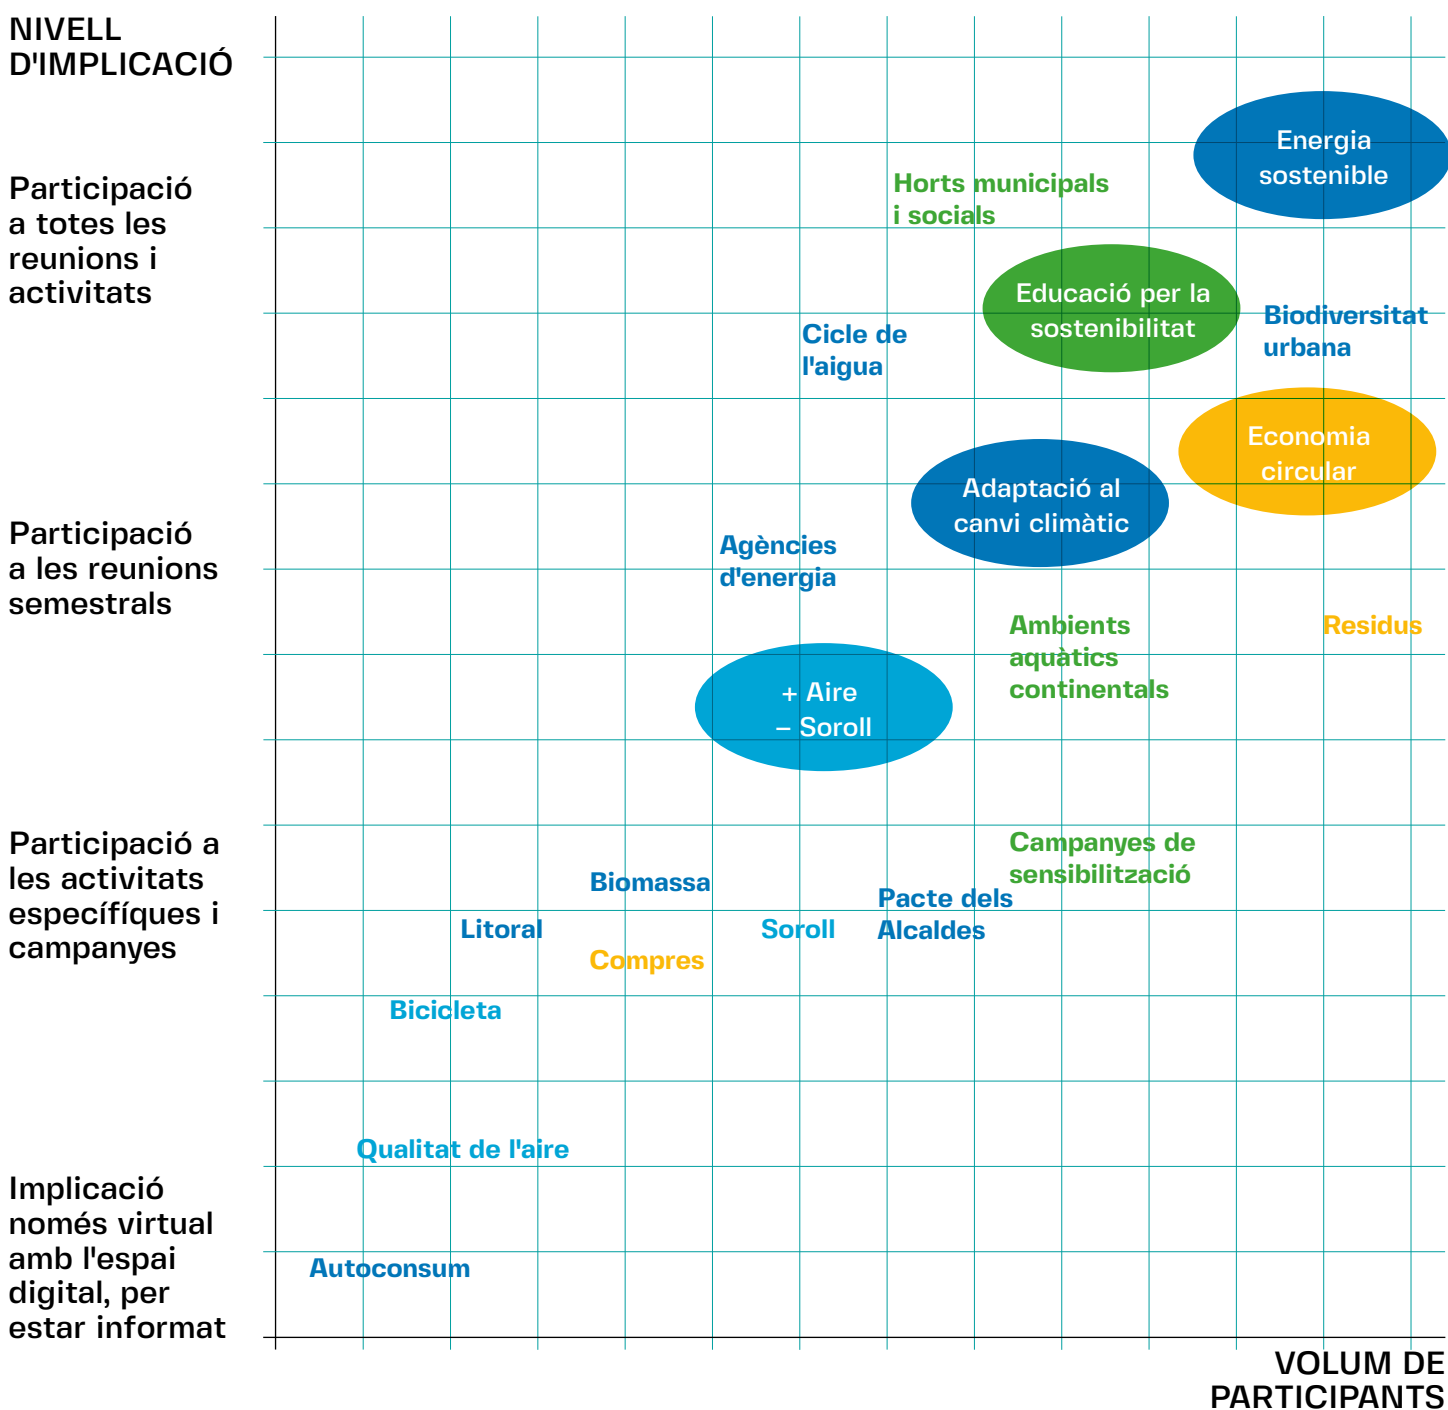 NIVELL
D'IMPLICACIÓ
Participació
a totes les
reunions i
activitats
Participació
a les reunions
semestrals
Participació a
les activitats
específíques i
campanyes
Implicació
només virtual
amb l'espai
digital, per
estar informat
Energia
sostenible
Horts municipals
i socials
Educació per la
sostenibilitat
Biodiversitat
urbana
Cicle de
l'aigua
Economia
circular
Adaptació al
canvi climàtic
Agències
d'energia
Ambients
aquàtics
continentals
Residus
+ Aire
– Soroll
Campanyes de
sensibilització
Biomassa
Pacte dels
Alcaldes
Litoral
Soroll
Compres
Bicicleta
Qualitat de l'aire
Autoconsum
VOLUM DE
PARTICIPANTS